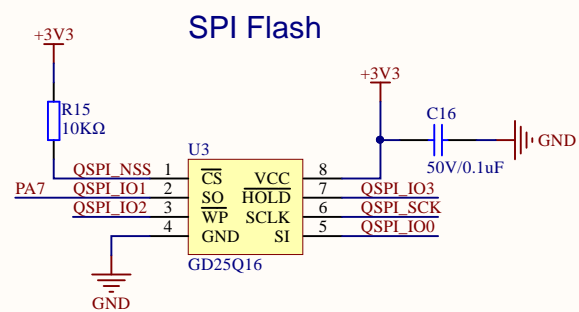 SPI Flash
+3V3
+3V3
R15
10KΩ
C16
GND
50V/0.1uF
U3
QSPI_NSS 1 CS VCC 8
PA7 QSPI_IO1 2 SO HOLD 7 QSPI_IO3
QSPI_IO2 3 WP SCLK 6 QSPI_SCK
4 GND SI 5 QSPI_IO0
GD25Q16
GND